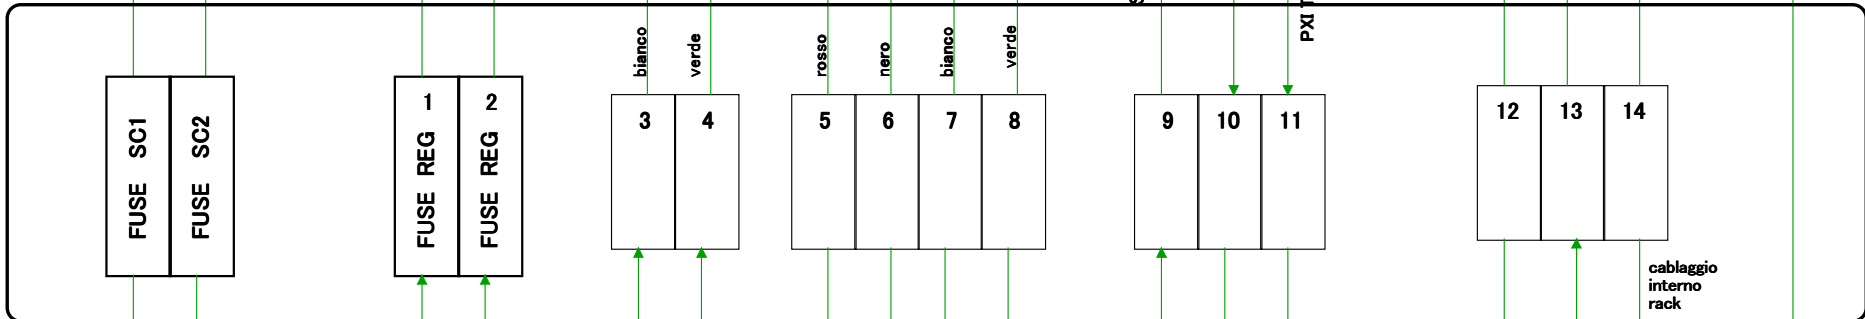 FUSE SC1
FUSE SC2
1
FUSE REG
2
FUSE REG
bianco
verde
3
4
rosso
nero
bianco
verde
5
6
7
8
PXI
9
10
11
12
13
14
cablaggio
interno
rack